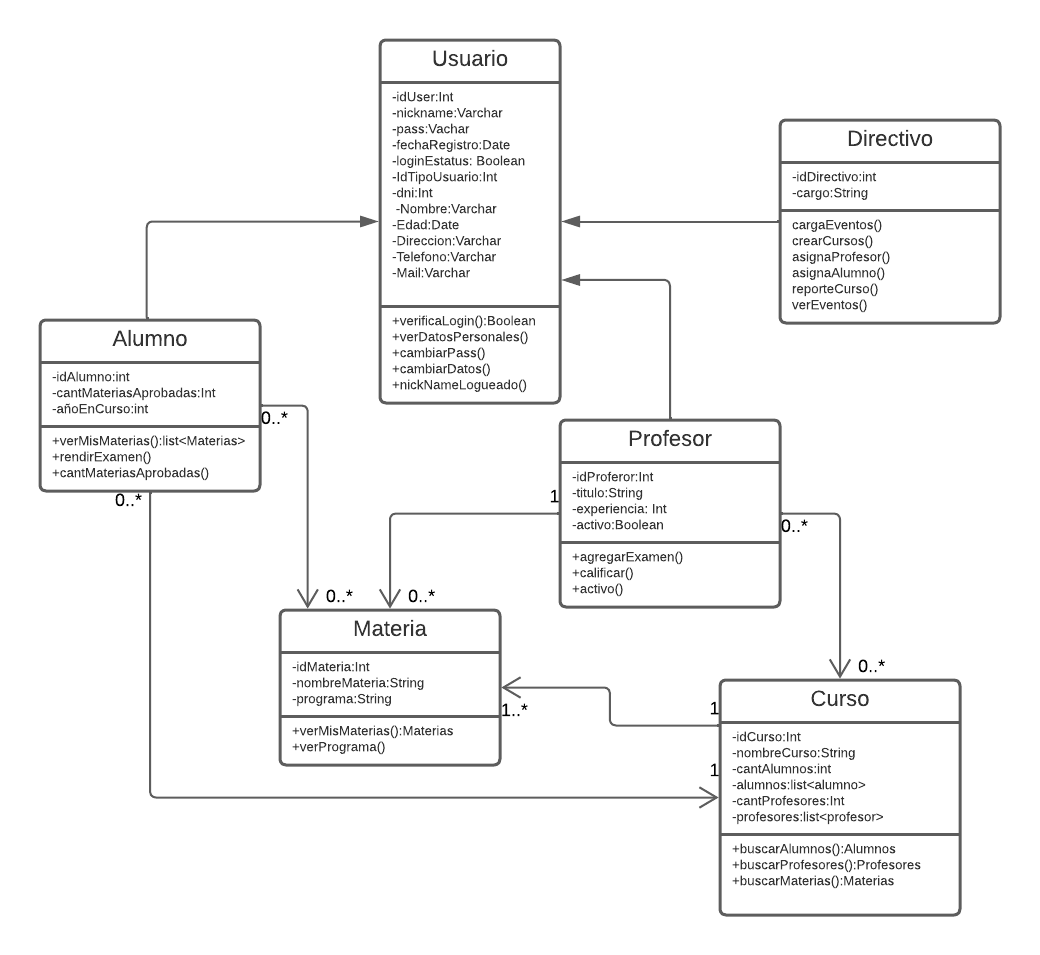 Usuario
-idUser:Int
-nickname:Varchar
-pass:Vachar
-fechaRegistro:Date
-loginEstatus: Boolean
-IdTipoUsuario:Int
-dni:Int
-Nombre:Varchar
-Edad:Date
-Direccion:Varchar
-Telefono:Varchar
-Mail:Varchar
+verificaLogin():Boolean
+verDatosPersonales()
+cambiarPass()
+cambiarDatos()
+nickNameLogueado()
Directivo
-idDirectivo:int
-cargo:String
cargaEventos()
crearCursos()
asignaProfesor()
asignaAlumno()
reporteCurso()
verEventos()
Alumno
-idAlumno:int
-cantMateriasAprobadas:Int
-añoEnCurso:int
+verMisMaterias():list<Materias>
+rendirExamen()
+cantMateriasAprobadas()
0..*
0..*
Profesor
-idProferor:Int
-titulo:String
-experiencia: Int
-activo:Boolean
+agregarExamen()
+calificar()
+activo()
1
0..*
0..*
0..*
0..*
Materia
-idMateria:Int
-nombreMateria:String
-programa:String
+verMisMaterias():Materias
+verPrograma()
1..*
1
1
Curso
-idCurso:Int
-nombreCurso:String
-cantAlumnos:int
-alumnos:list<alumno>
-cantProfesores:Int
-profesores:list<profesor>
+buscarAlumnos():Alumnos
+buscarProfesores():Profesores
+buscarMaterias():Materias